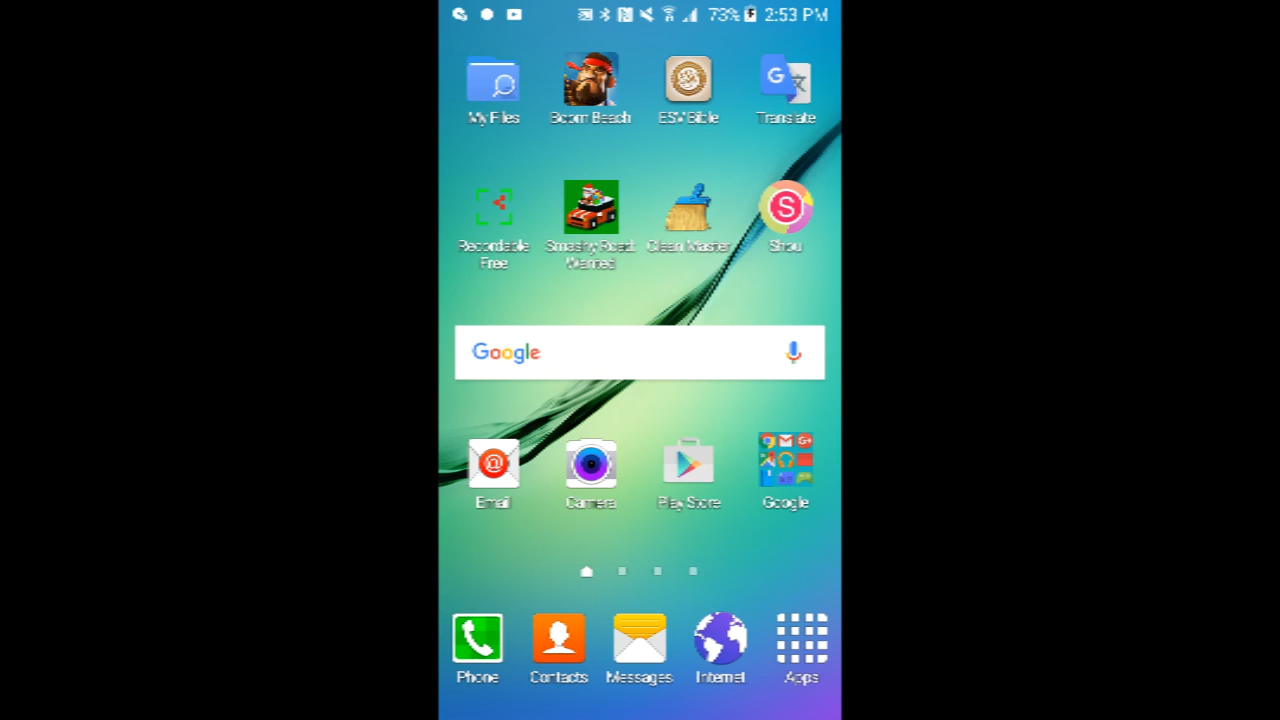 73% 2:53 PM
My Files Boom Beach ESV Bible Translate
Recordable Free Smashy Road: Wanted Clean Master Shou
Google
Email Camera Play Store Google
Phone Contacts Messages Internet Apps